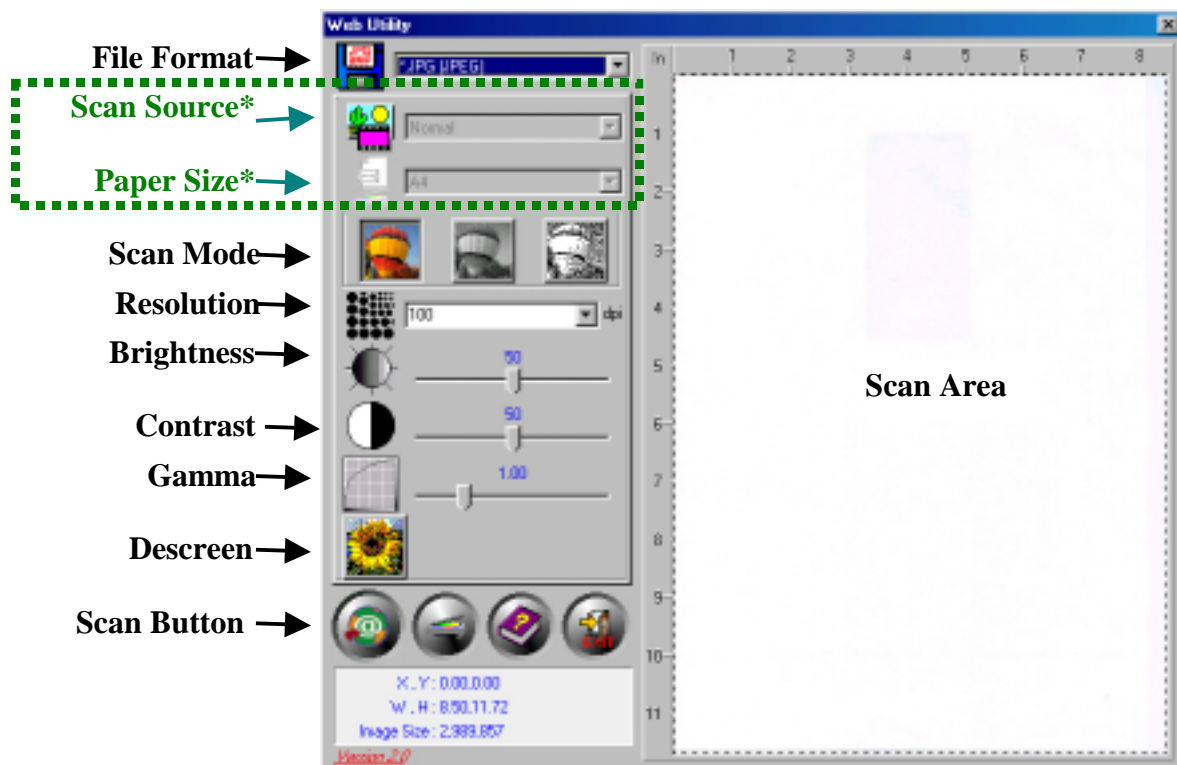 Web Utility
File Format
*.JPG (JPEG)
Scan Source*
Normal
Paper Size*
A4
Scan Mode
Resolution
100
dpi
Brightness
50
Contrast
50
Gamma
1.00
Descreen
Scan Button
EXIT
X , Y : 0.00,0.00
W , H : 8.50,11.72
Image Size : 2,989,857
Version 2.0
in 1 2 3 4 5 6 7 8
1
2
3
4
5
Scan Area
6
7
8
9
10
11